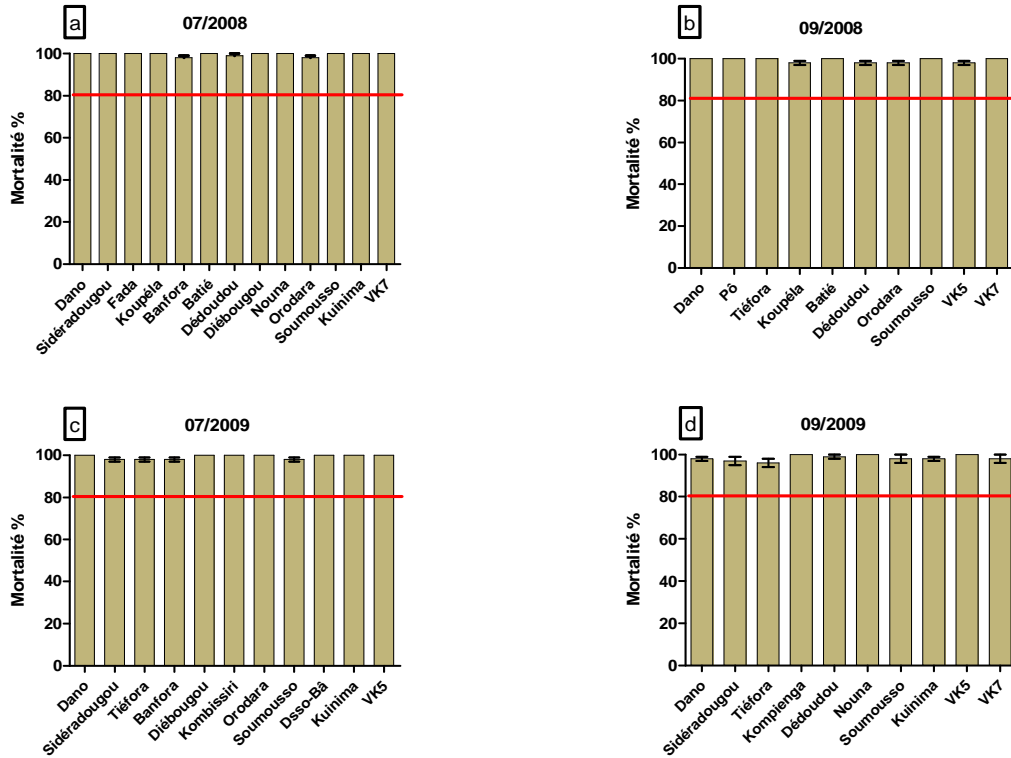 a
07/2008
Mortalité %
100
80
60
40
20
0
Dano
Sidéradougou
Fada
Koupéla
Banfora
Batié
Dédoudou
Diébougou
Nouna
Orodara
Soumousso
Kuinima
VK7
b
09/2008
Mortalité %
100
80
60
40
20
0
Dano
Pô
Tiéfora
Koupéla
Batié
Dédoudou
Orodara
Soumousso
VK5
VK7
c
07/2009
Mortalité %
100
80
60
40
20
0
Dano
Sidéradougou
Tiéfora
Banfora
Diébougou
Kombissiri
Orodara
Soumousso
Dsso-Bâ
Kuinima
VK5
d
09/2009
Mortalité %
100
80
60
40
20
0
Dano
Sidéradougou
Tiéfora
Kompienga
Dédoudou
Nouna
Soumousso
Kuinima
VK5
VK7